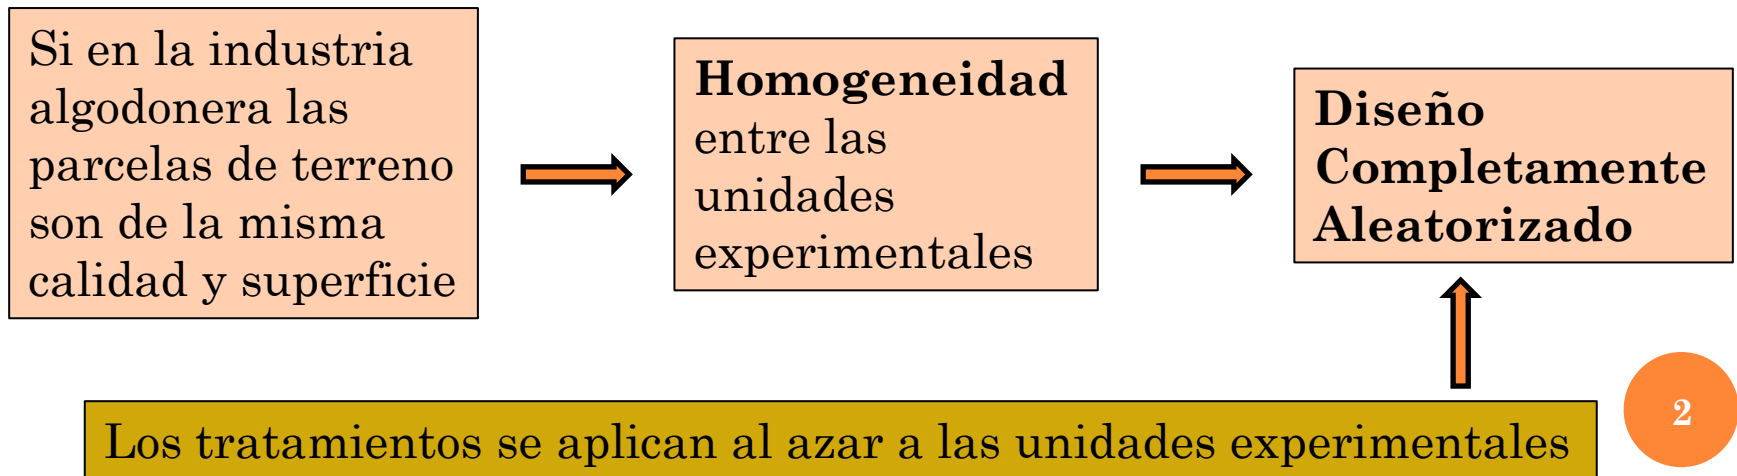 Si en la industria
algodonera las
parcelas de terreno
son de la misma
calidad y superficie
Homogeneidad
entre las
unidades
experimentales
Diseño
Completamente
Aleatorizado
Los tratamientos se aplican al azar a las unidades experimentales
2